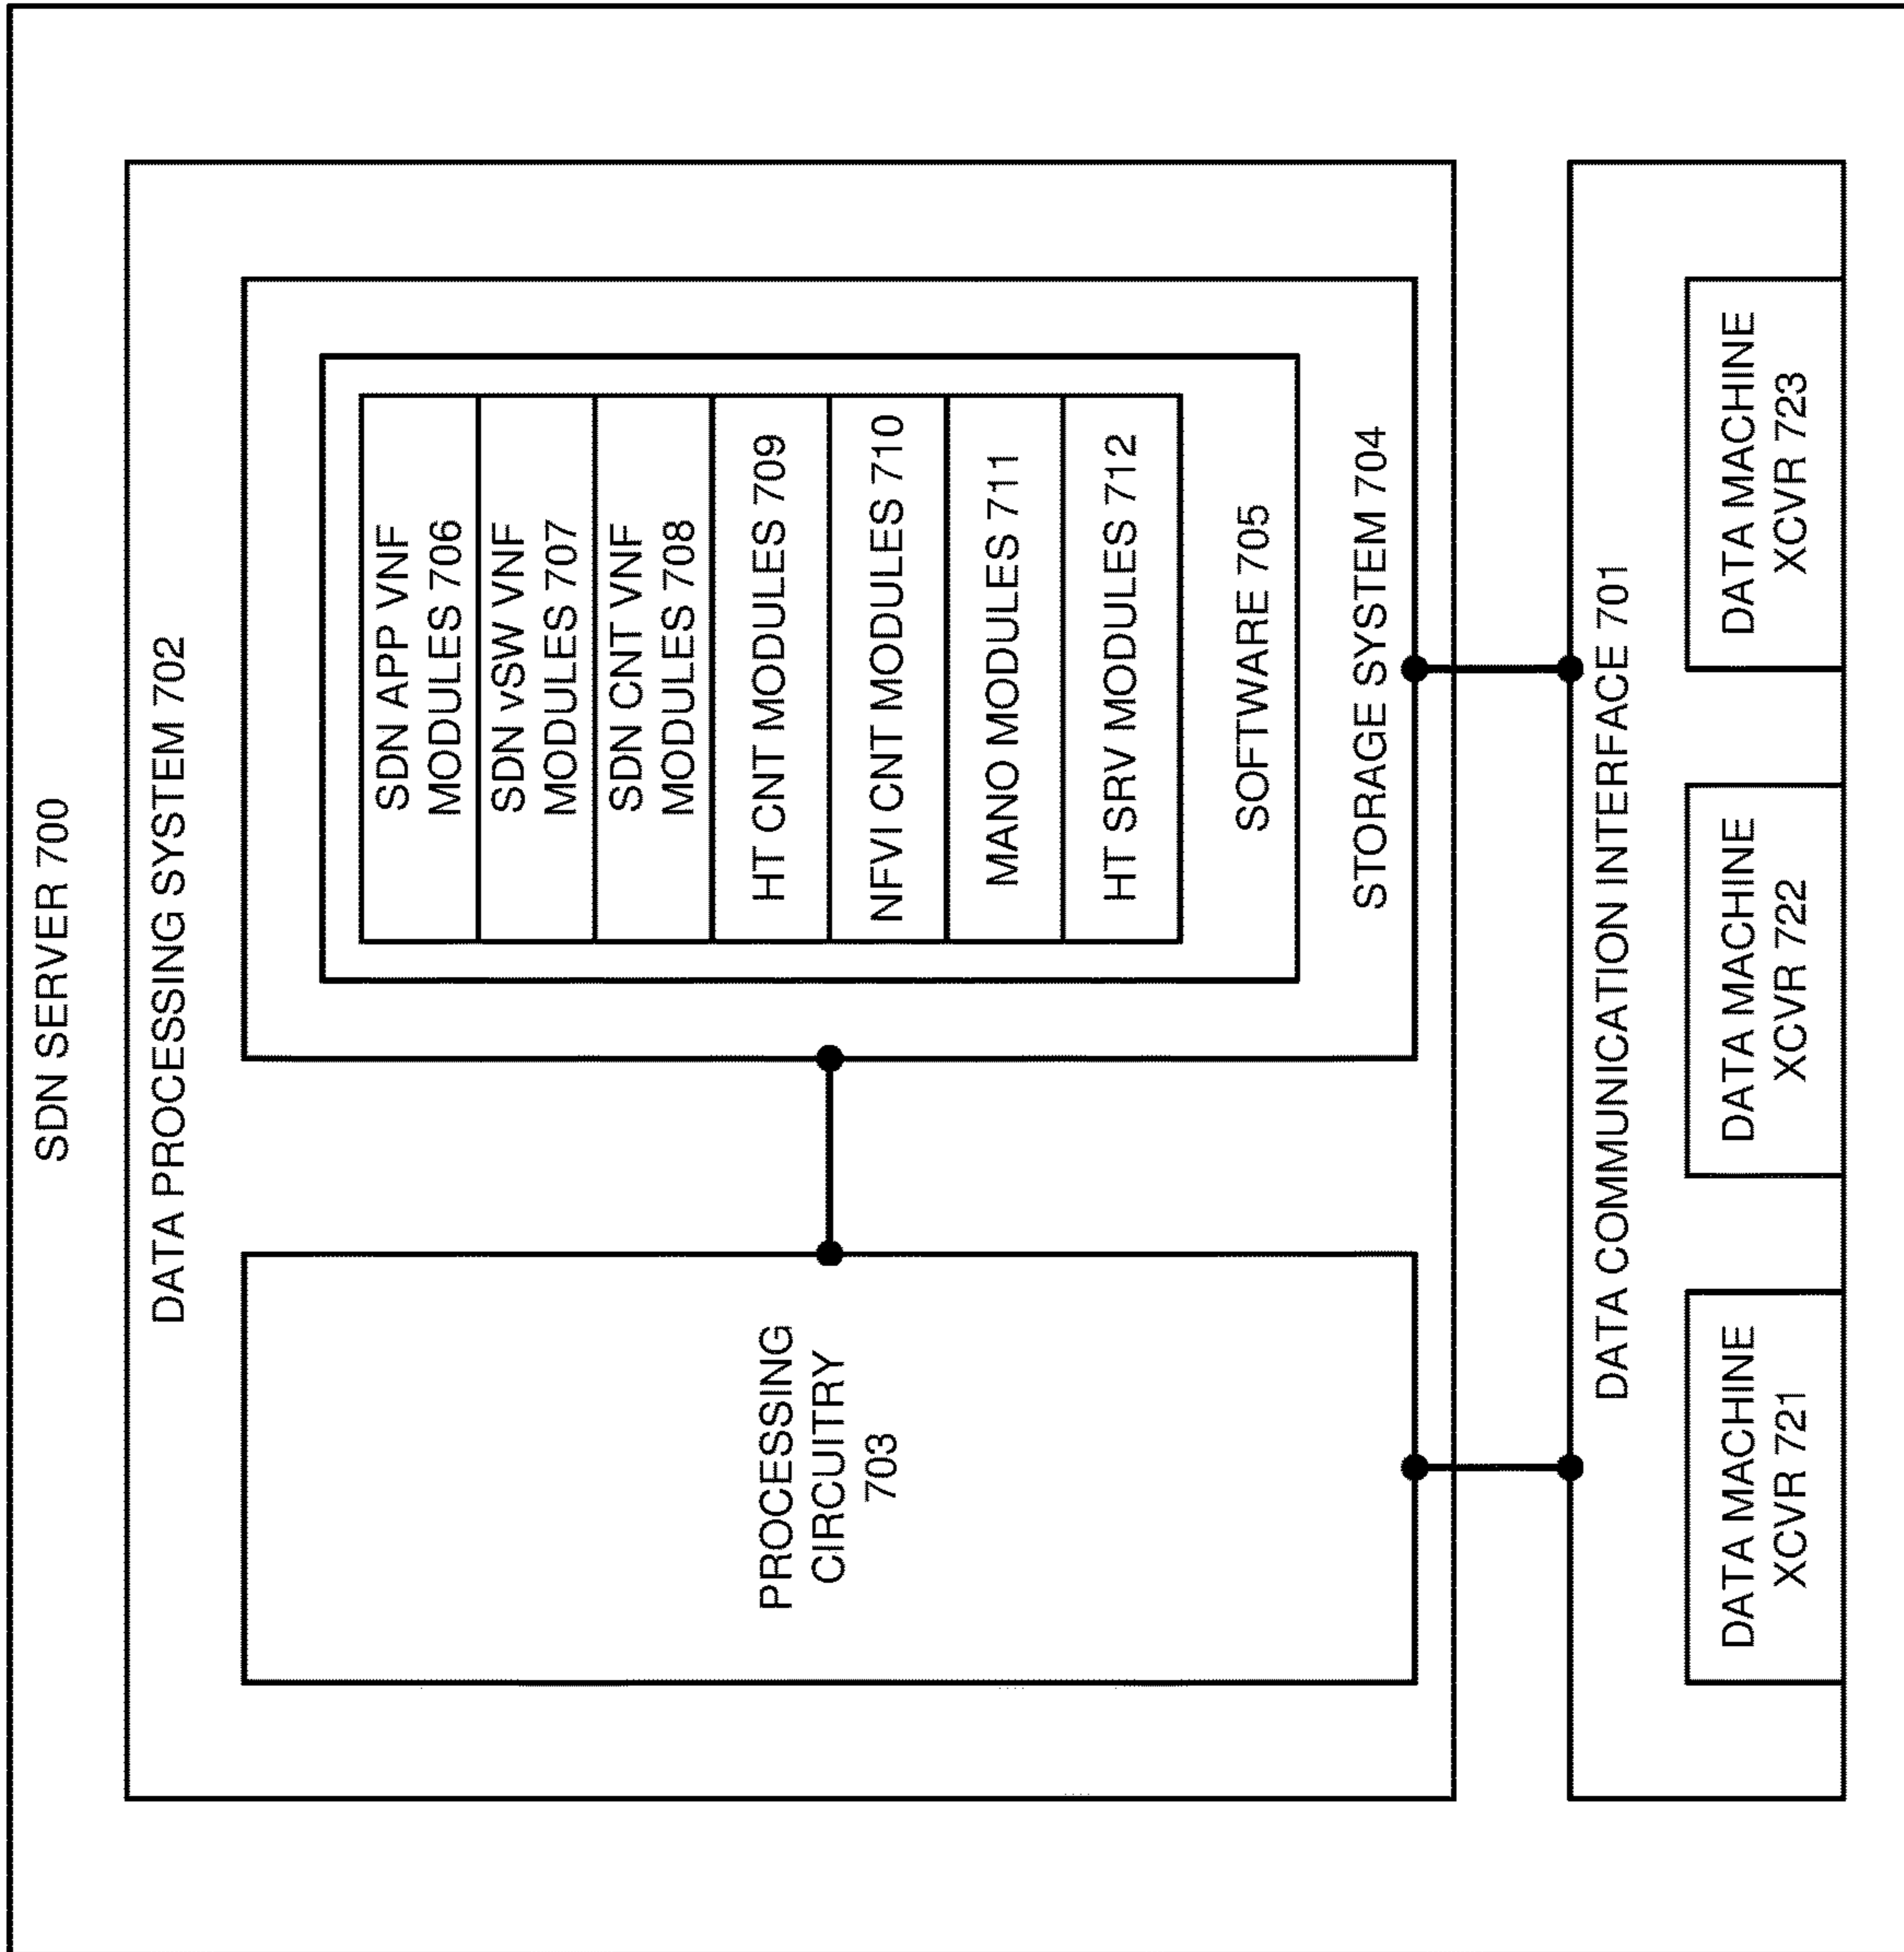 SDN SERVER 700
DATA PROCESSING SYSTEM 702
PROCESSING
CIRCUITRY
703
SDN APP VNF
MODULES 706
SDN vSW VNF
MODULES 707
SDN CNT VNF
MODULES 708
HT CNT MODULES 709
NFVI CNT MODULES 710
MANO MODULES 711
HT SRV MODULES 712
SOFTWARE 705
STORAGE SYSTEM 704
DATA COMMUNICATION INTERFACE 701
DATA MACHINE
XCVR 721
DATA MACHINE
XCVR 722
DATA MACHINE
XCVR 723